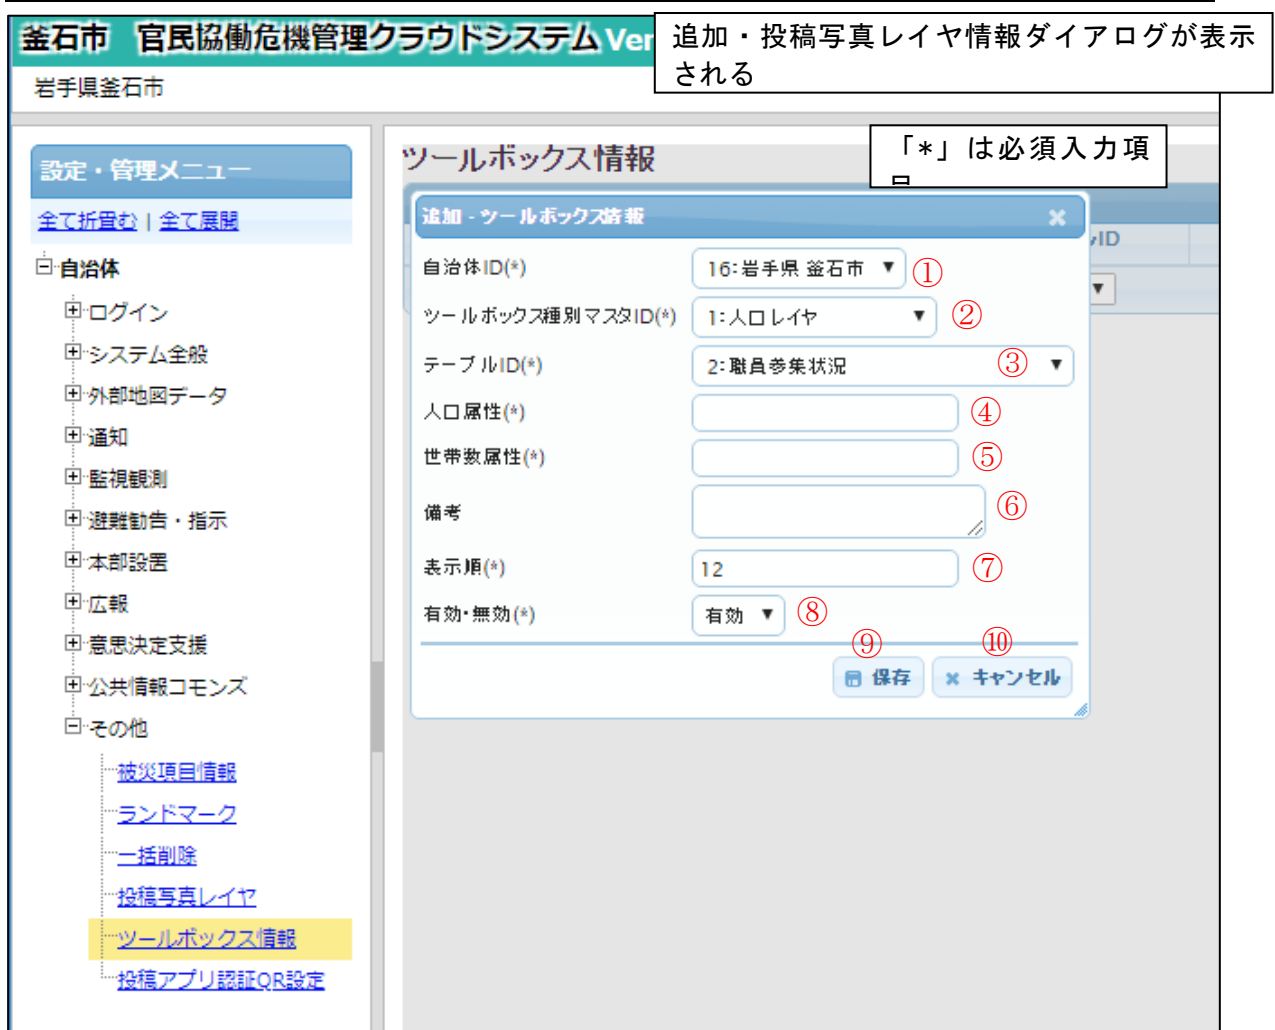 釜石市　官民協働危機管理クラウドシステム Ver
追加・投稿写真レイヤ情報ダイアログが表示
される
岩手県釜石市
「*」は必須入力項
設定・管理メニュー
全て折畳む | 全て展開
自治体
ログイン
システム全般
外部地図データ
通知
監視観測
避難勧告・指示
本部設置
広報
意思決定支援
公共情報コモンズ
その他
被災項目情報
ランドマーク
一括削除
投稿写真レイヤ
ツールボックス情報
投稿アプリ認証QR設定
ツールボックス情報
追加 - ツールボックス情報
ID
自治体ID(*) 16:岩手県 釜石市 ▼ ①
ツールボックス種別マスタID(*) 1:人口レイヤ ▼ ②
テーブルID(*) 2:職員参集状況 ③ ▼
人口属性(*) ④
世帯数属性(*) ⑤
備考 ⑥
表示順(*) 12 ⑦
有効・無効(*) 有効 ▼ ⑧
⑨ ⑩
保存 キャンセル